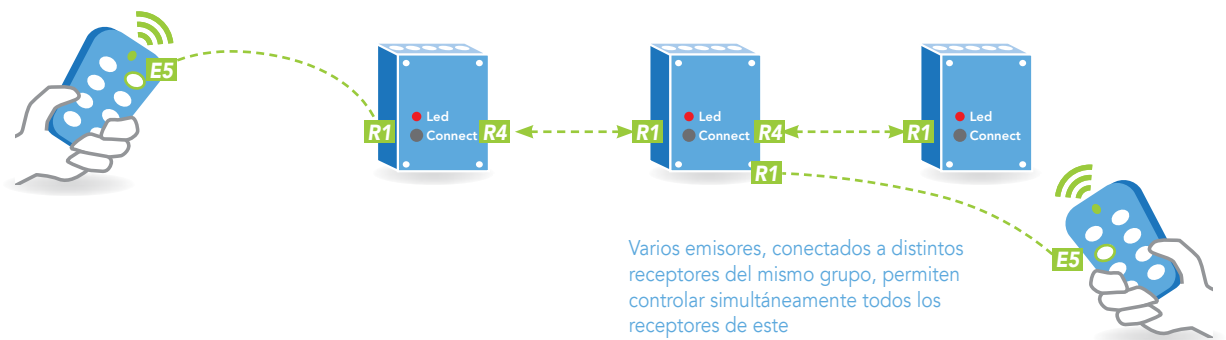 E5
Led
R1 Connect R4
Led
R1 Connect R4
R1
Led
R1 Connect
E5
Varios emisores, conectados a distintos
receptores del mismo grupo, permiten
controlar simultáneamente todos los
receptores de este